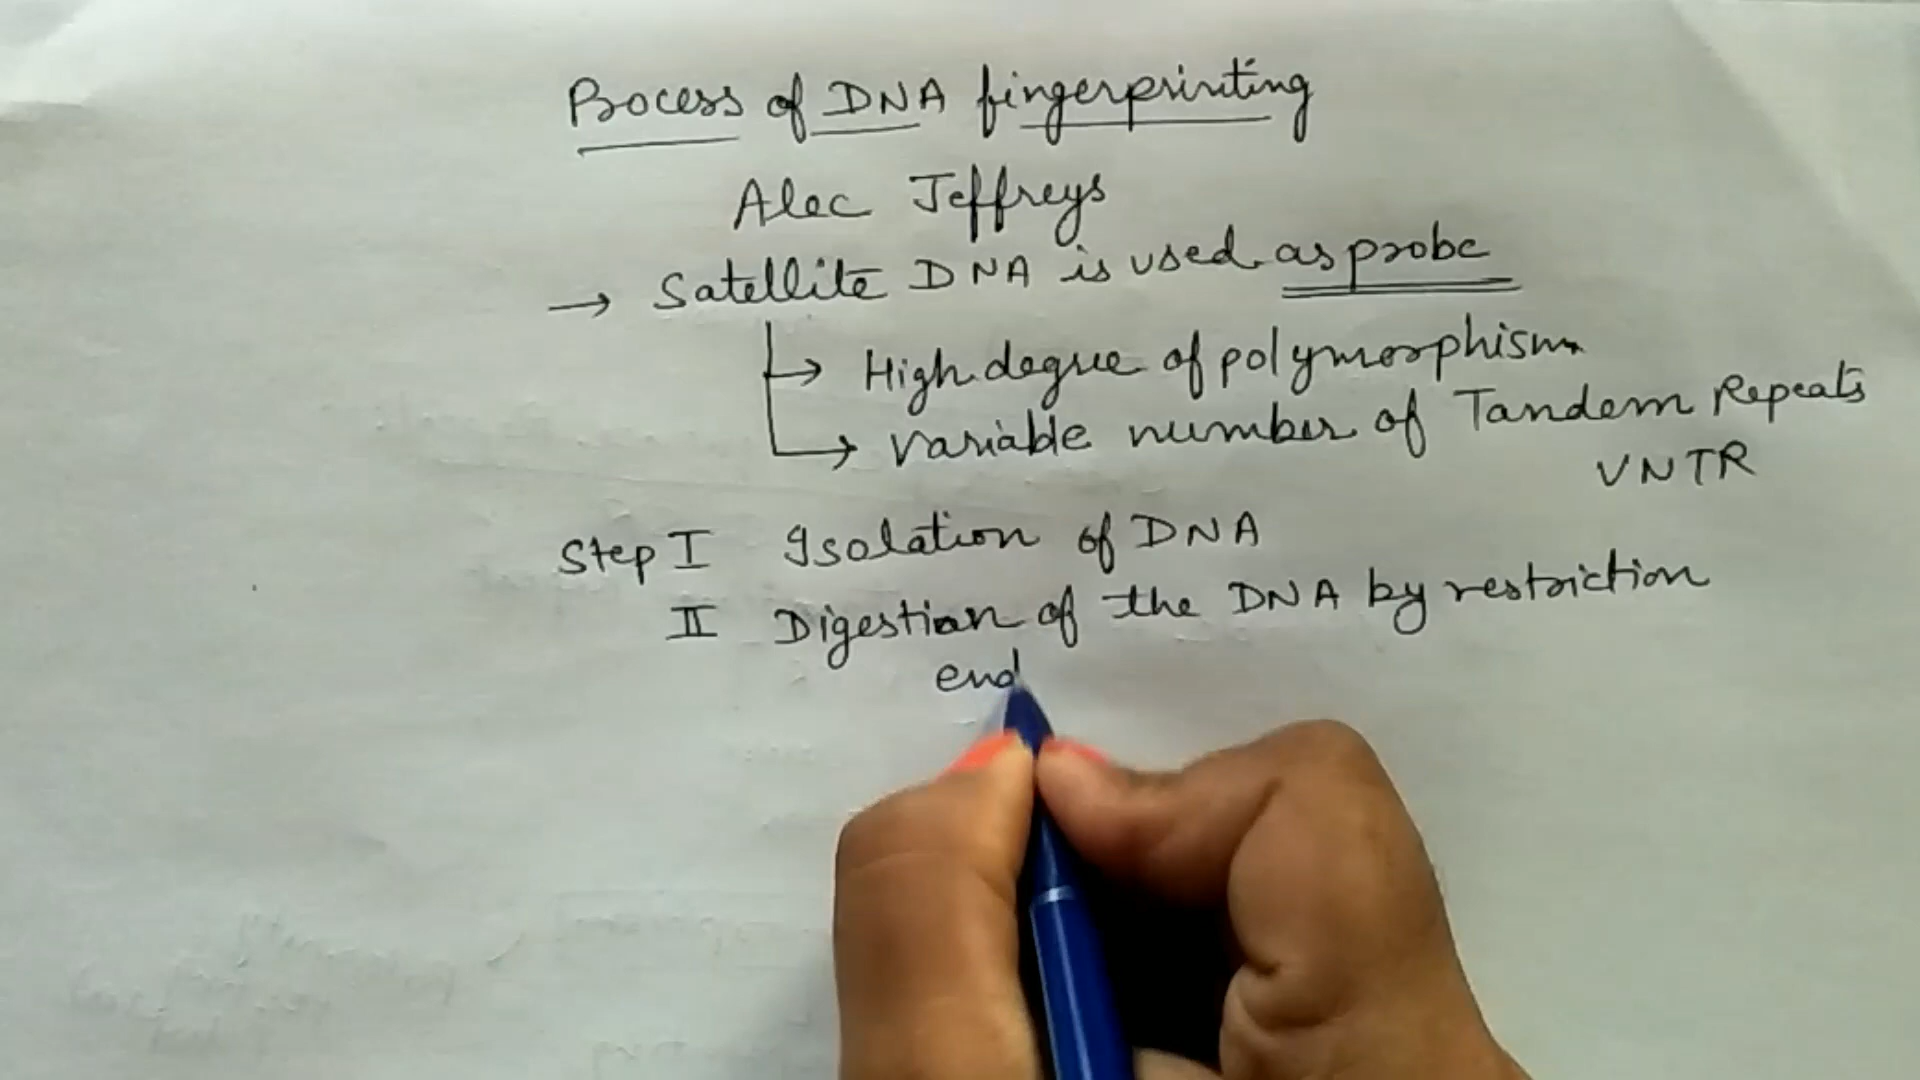 Process of DNA fingerprinting
Alec Jeffreys
→ Satellite DNA is used as probe
→ High degree of polymorphism
→ Variable number of Tandem Repeats
VNTR
Step I Isolation of DNA
II Digestion of the DNA by restriction
end